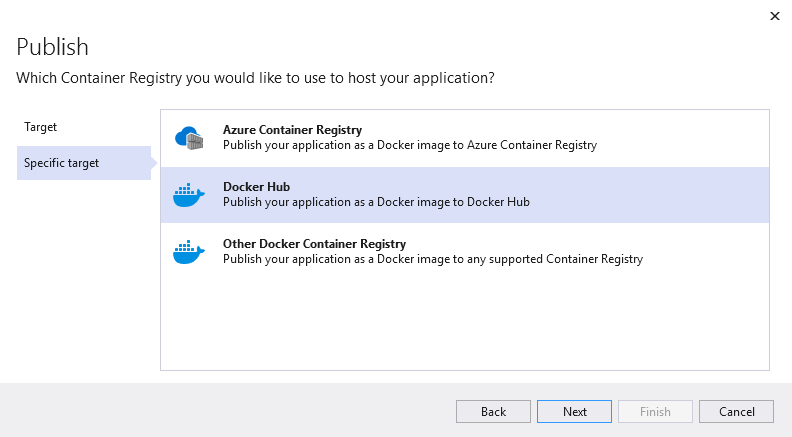 Publish
Which Container Registry you would like to use to host your application?
Target
Specific target
Azure Container Registry
Publish your application as a Docker image to Azure Container Registry
Docker Hub
Publish your application as a Docker image to Docker Hub
Other Docker Container Registry
Publish your application as a Docker image to any supported Container Registry
Back
Next
Finish
Cancel